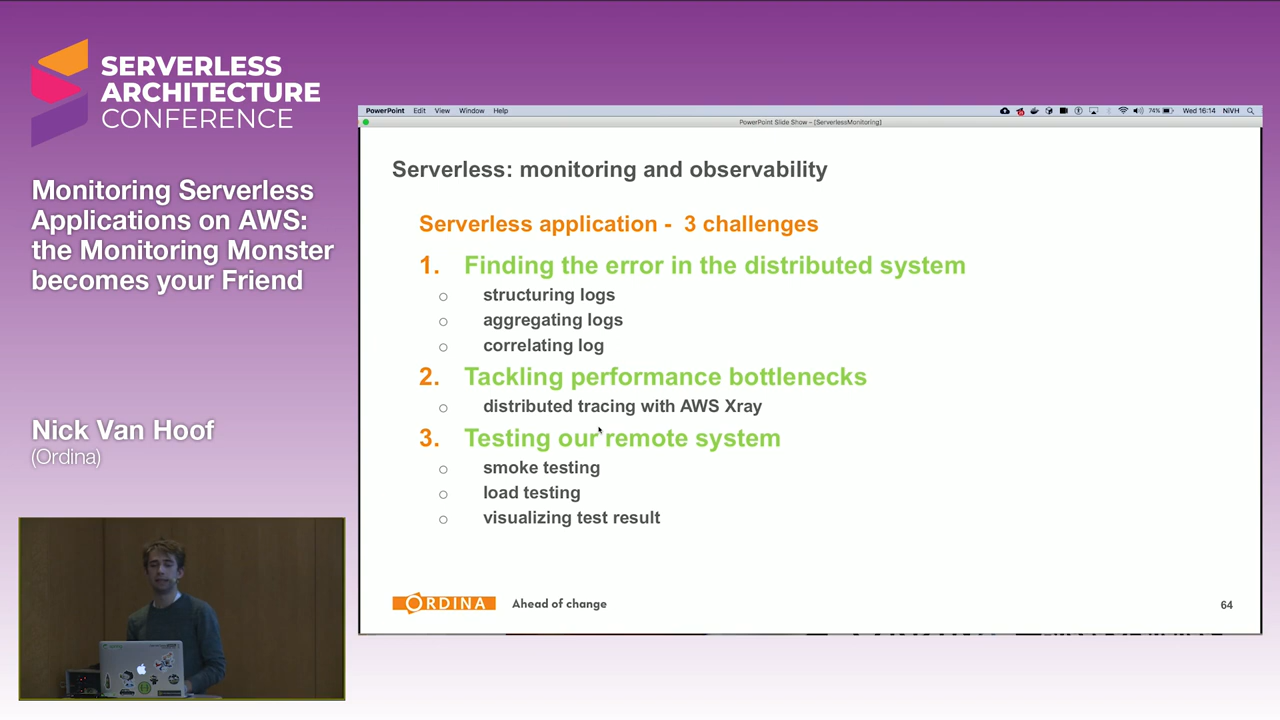 SERVERLESS
ARCHITECTURE
CONFERENCE
Monitoring Serverless
Applications on AWS:
the Monitoring Monster
becomes your Friend
Nick Van Hoof
(Ordina)
PowerPoint Edit View Window Help 74% Wed 16:14 NiVH
PowerPoint Slide Show - [ServerlessMonitoring]
Serverless: monitoring and observability
Serverless application - 3 challenges
1. Finding the error in the distributed system
o structuring logs
o aggregating logs
o correlating log
2. Tackling performance bottlenecks
o distributed tracing with AWS Xray
3. Testing our remote system
o smoke testing
o load testing
o visualizing test result
ORDINA Ahead of change
64